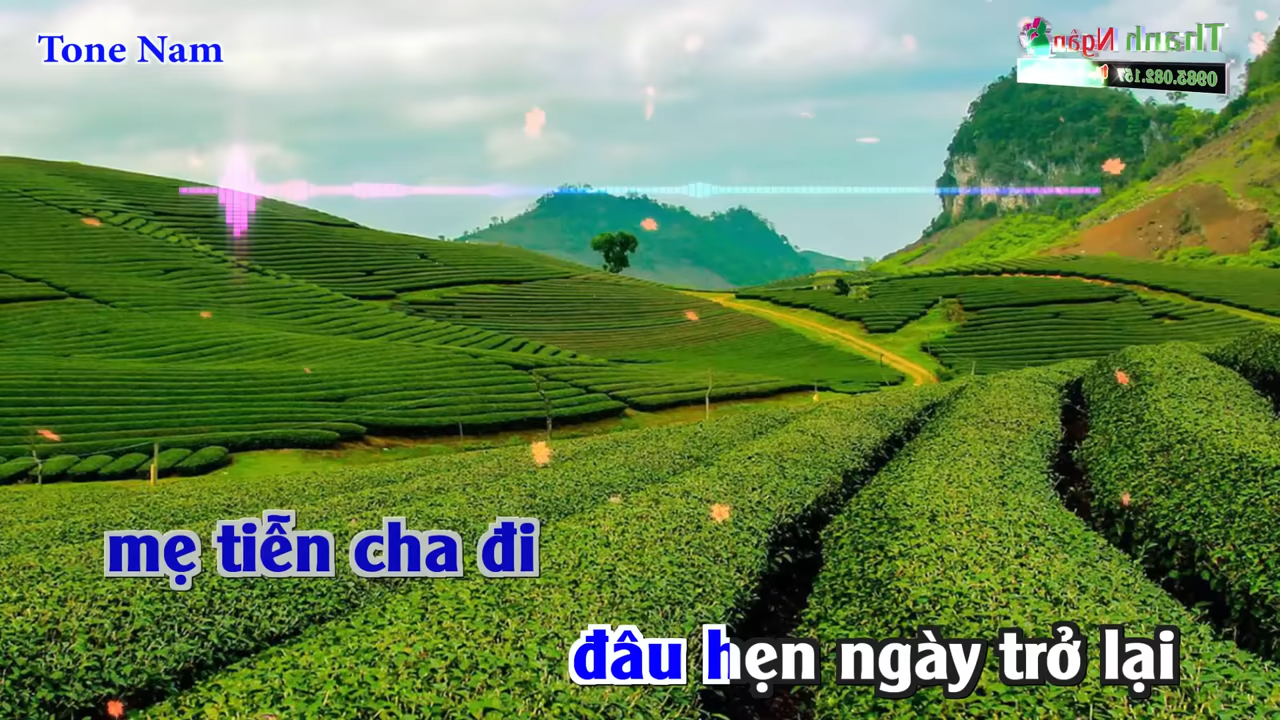 Tone Nam
Thanh Ngân
mẹ tiễn cha đi
đâu hẹn ngày trở lại